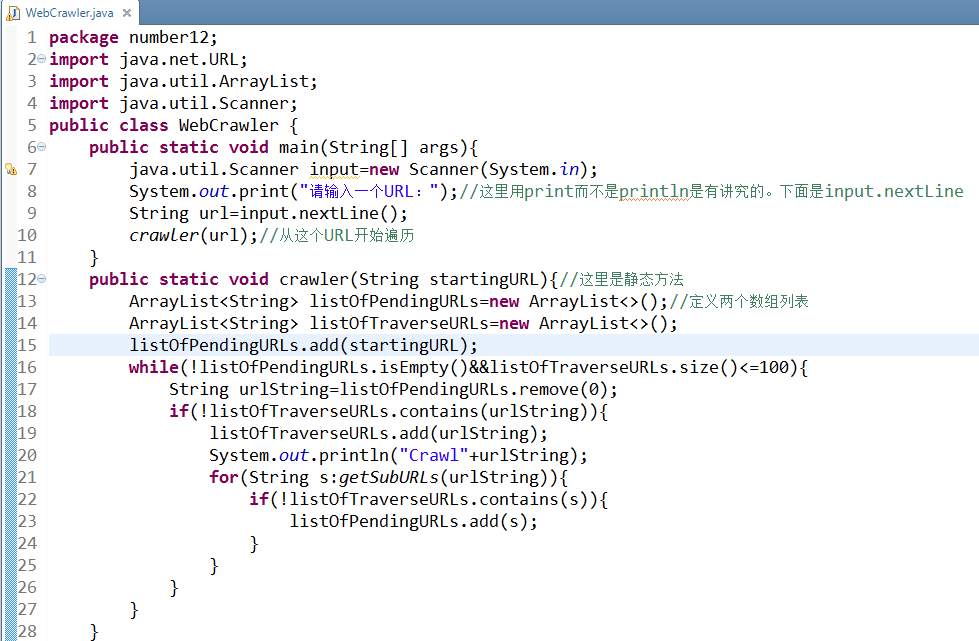 WebCrawler.java
1 package number12;
2 import java.net.URL;
3 import java.util.ArrayList;
4 import java.util.Scanner;
5 public class WebCrawler {
6     public static void main(String[] args){
7         java.util.Scanner input=new Scanner(System.in);
8         System.out.print("请输入一个URL：");//这里用print而不是println是有讲究的。下面是input.nextLine
9         String url=input.nextLine();
10         crawler(url);//从这个URL开始遍历
11     }
12     public static void crawler(String startingURL){//这里是静态方法
13         ArrayList<String> listOfPendingURLs=new ArrayList<>();//定义两个数组列表
14         ArrayList<String> listOfTraverseURLs=new ArrayList<>();
15         listOfPendingURLs.add(startingURL);
16         while(!listOfPendingURLs.isEmpty()&&listOfTraverseURLs.size()<=100){
17             String urlString=listOfPendingURLs.remove(0);
18             if(!listOfTraverseURLs.contains(urlString)){
19                 listOfTraverseURLs.add(urlString);
20                 System.out.println("Crawl"+urlString);
21                 for(String s:getSubURLs(urlString)){
22                     if(!listOfTraverseURLs.contains(s)){
23                         listOfPendingURLs.add(s);
24                     }
25                 }
26             }
27         }
28     }